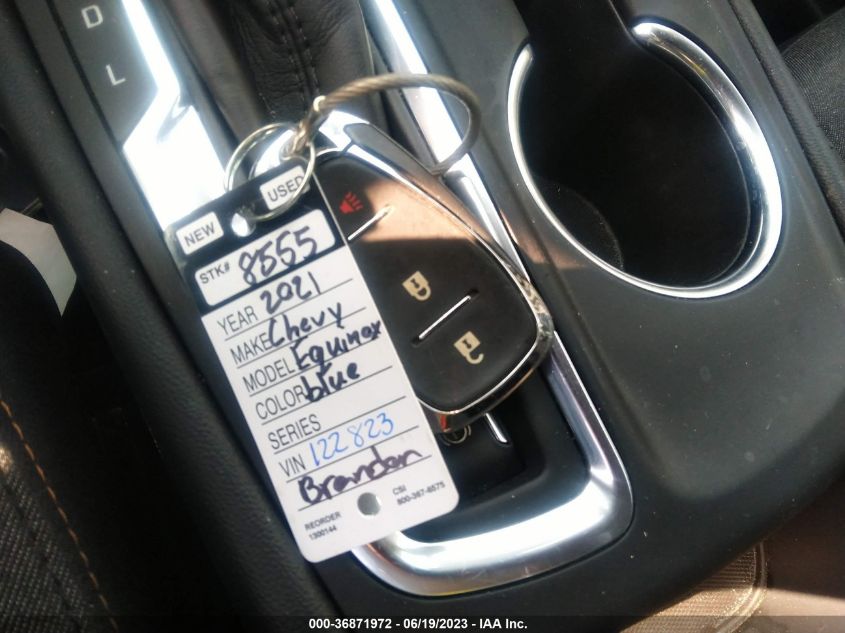 D
L
NEW USED
STK# 8555
YEAR 2021
MAKE Chevy
MODEL Equinox
COLOR blue
SERIES
VIN 122823
Brandon
REORDER CSI
1300144 800-367-6575
000-36871972 - 06/19/2023 - IAA Inc.